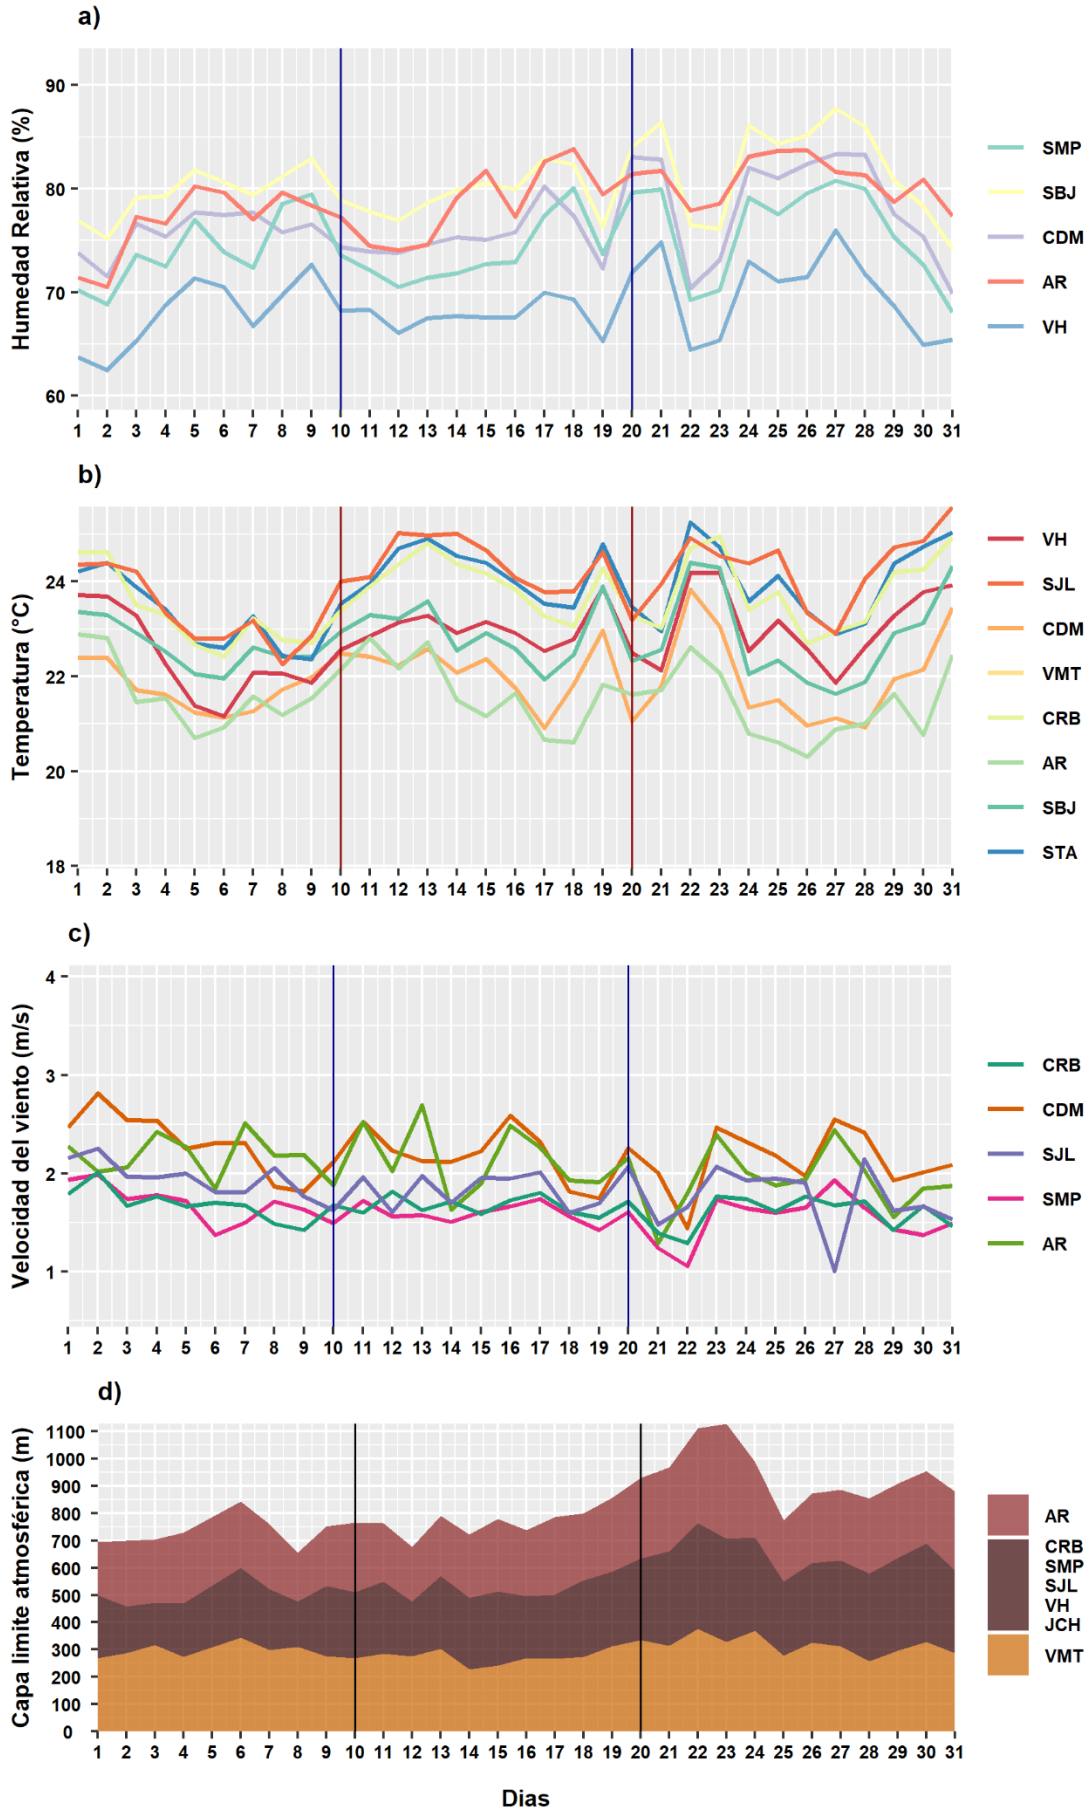 a)
Humedad Relativa (%)
90
80
70
60
1 2 3 4 5 6 7 8 9 10 11 12 13 14 15 16 17 18 19 20 21 22 23 24 25 26 27 28 29 30 31
SMP
SBJ
CDM
AR
VH
b)
Temperatura (°C)
24
22
20
18
1 2 3 4 5 6 7 8 9 10 11 12 13 14 15 16 17 18 19 20 21 22 23 24 25 26 27 28 29 30 31
VH
SJL
CDM
VMT
CRB
AR
SBJ
STA
c)
Velocidad del viento (m/s)
4
3
2
1
1 2 3 4 5 6 7 8 9 10 11 12 13 14 15 16 17 18 19 20 21 22 23 24 25 26 27 28 29 30 31
CRB
CDM
SJL
SMP
AR
d)
Capa limite atmosférica (m)
1100
1000
900
800
700
600
500
400
300
200
100
0
1 2 3 4 5 6 7 8 9 10 11 12 13 14 15 16 17 18 19 20 21 22 23 24 25 26 27 28 29 30 31
AR
CRB
SMP
SJL
VH
JCH
VMT
Dias